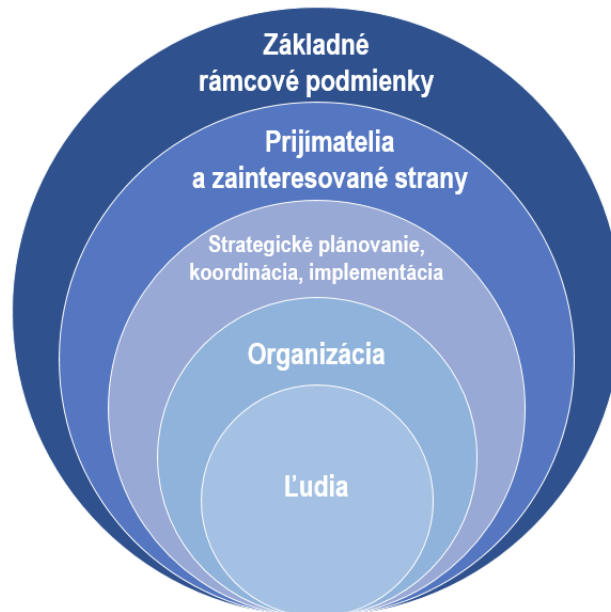 Základné
rámcové podmienky
Prijímatelia
a zainteresované strany
Strategické plánovanie,
koordinácia, implementácia
Organizácia
Ľudia